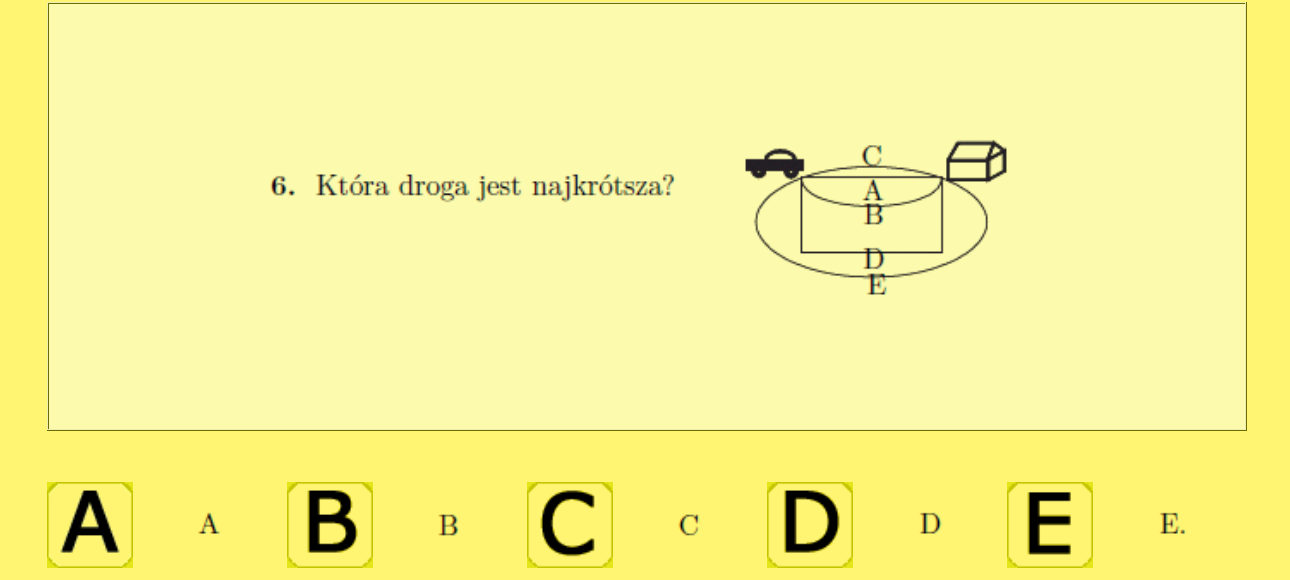 C
6. Która droga jest najkrótsza?
A
B
D
E
A A B B C C D D E E.